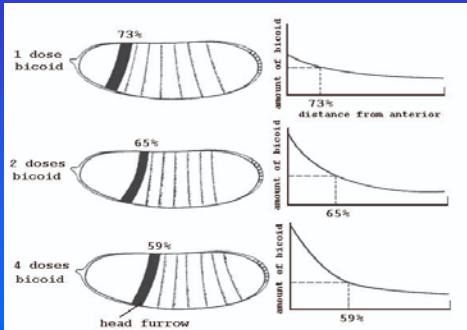 73%
1 dose
bicoid
amount of bicoid
73%
distance from anterior
65%
2 doses
bicoid
amount of bicoid
65%
59%
4 doses
bicoid
head furrow
amount of bicoid
59%